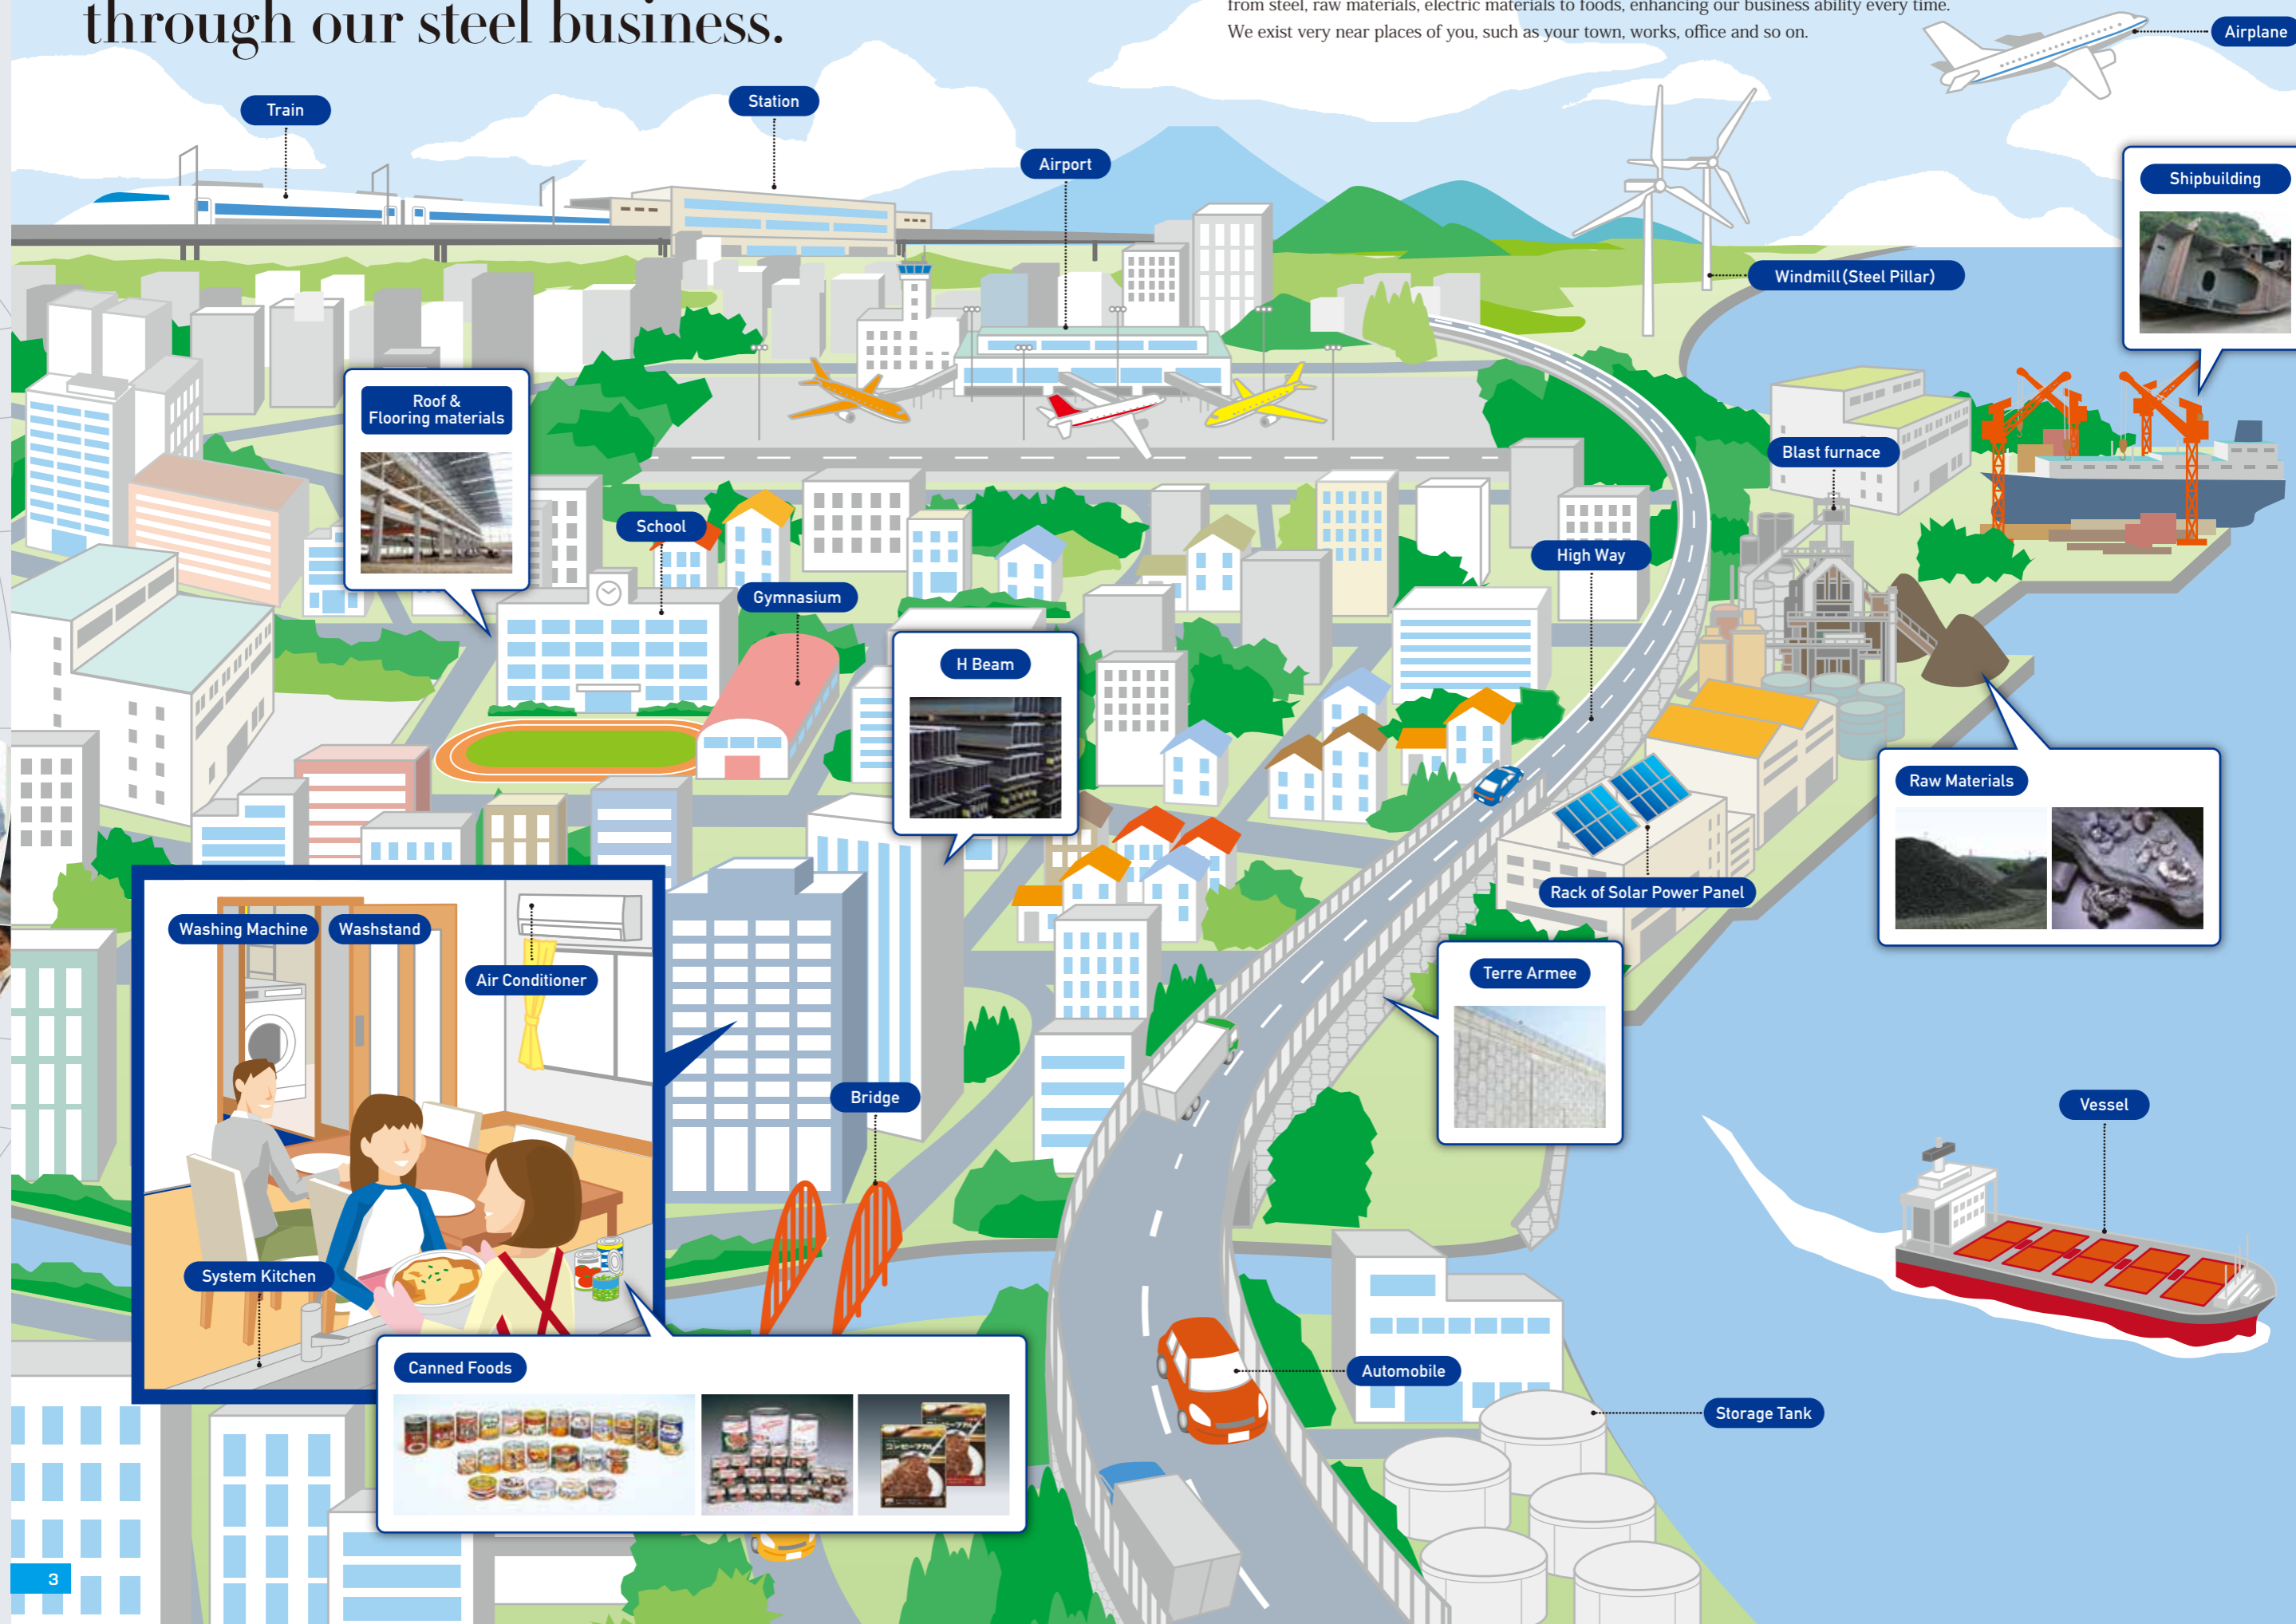 through our steel business.
from steel, raw materials, electric materials to foods, enhancing our business ability every time.
We exist very near places of you, such as your town, works, office and so on.
Airplane
Train
Station
Airport
Shipbuilding
Windmill(Steel Pillar)
Roof &
Flooring materials
Blast furnace
School
High Way
Gymnasium
H Beam
Raw Materials
Rack of Solar Power Panel
Washing Machine
Washstand
Air Conditioner
Terre Armee
Bridge
Vessel
System Kitchen
Canned Foods
Automobile
Storage Tank
3